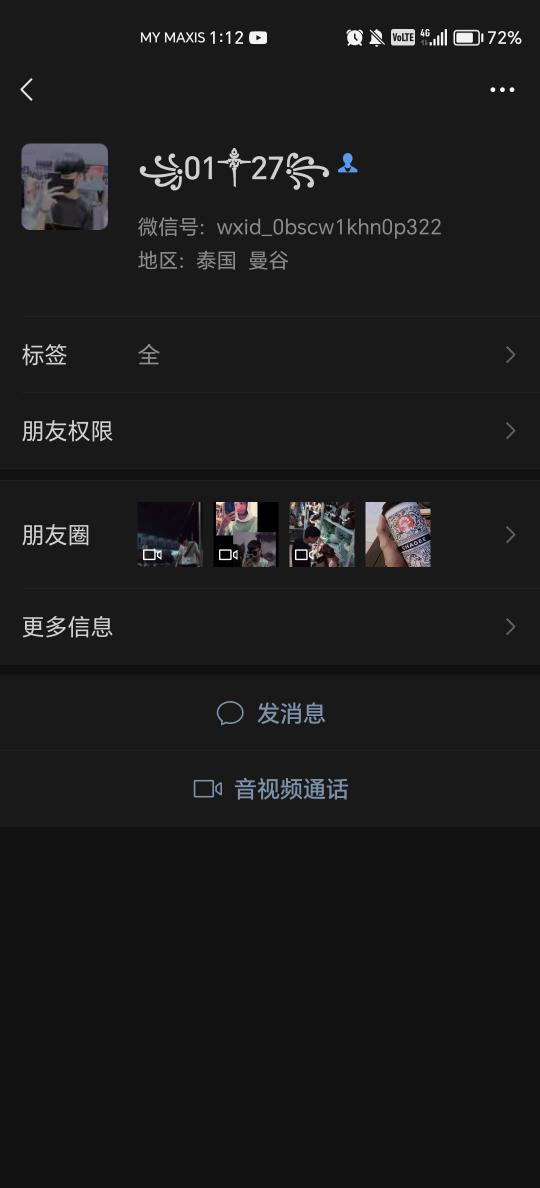 MY MAXIS 1:12 VoLTE 4G 72%
꧁01༒27꧂
微信号: wxid_0bscw1khn0p322
地区: 泰国 曼谷
标签 全
朋友权限
朋友圈
更多信息
发消息
音视频通话